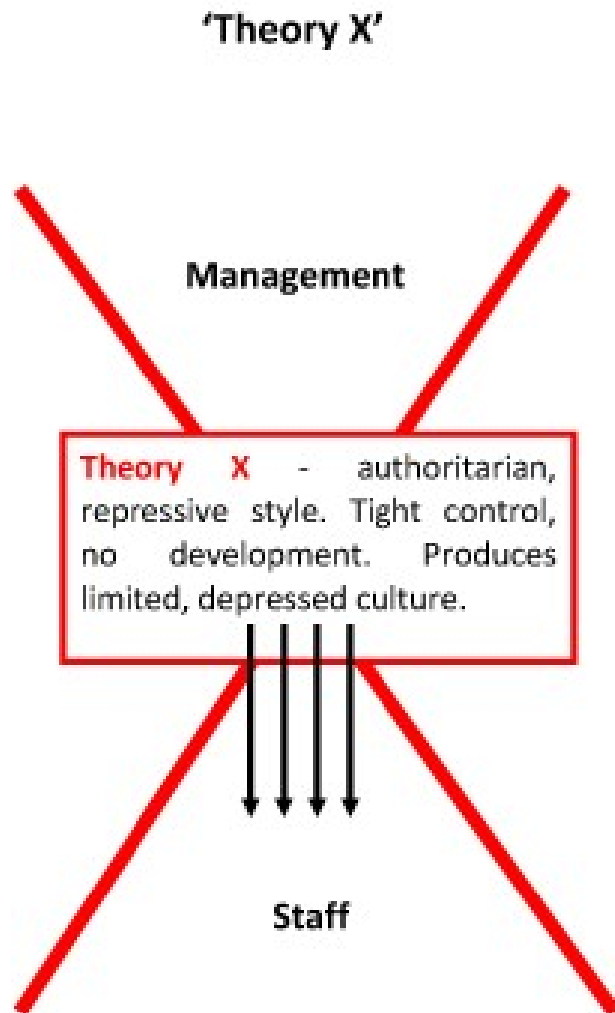 ‘Theory X’
Management
Theory X - authoritarian,
repressive style. Tight control,
no development. Produces
limited, depressed culture.
Staff